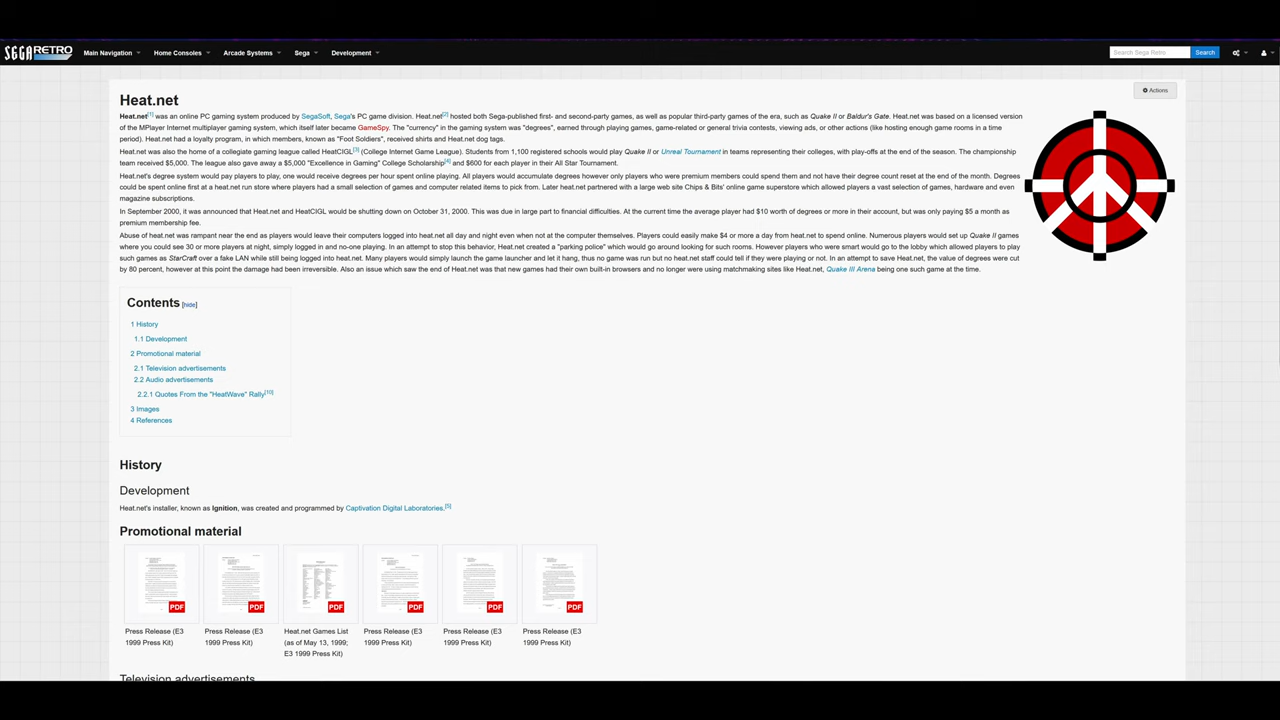 SEGA RETRO Main Navigation Home Consoles Arcade Systems Sega Development Search Sega Retro Search
Actions
Heat.net
Heat.net[1] was an online PC gaming system produced by SegaSoft, Sega's PC game division. Heat.net[2] hosted both Sega-published first- and second-party games, as well as popular third-party games of the era, such as Quake II or Baldur's Gate. Heat.net was based on a licensed version
of the MPlayer Internet multiplayer gaming system, which itself later became GameSpy. The "currency" in the gaming system was "degrees", earned through playing games, game-related or general trivia contests, viewing ads, or other actions (like hosting enough game rooms in a time
period). Heat.net had a loyalty program, in which members, known as "Foot Soldiers", received shirts and Heat.net dog tags.
Heat.net was also the home of a collegiate gaming league called HeatCIGL[3] (College Internet Game League). Students from 1,100 registered schools would play Quake II or Unreal Tournament in teams representing their colleges, with play-offs at the end of the season. The championship
team received $5,000. The league also gave away a $5,000 "Excellence in Gaming" College Scholarship[4] and $600 for each player in their All Star Tournament.
Heat.net's degree system would pay players to play, one would receive degrees per hour spent online playing. All players would accumulate degrees however only players who were premium members could spend them and not have their degree count reset at the end of the month. Degrees
could be spent online first at a heat.net run store where players had a small selection of games and computer related items to pick from. Later heat.net partnered with a large web site Chips & Bits' online game superstore which allowed players a vast selection of games, hardware and even
magazine subscriptions.
In September 2000, it was announced that Heat.net and HeatCIGL would be shutting down on October 31, 2000. This was due in large part to financial difficulties. At the current time the average player had $10 worth of degrees or more in their account, but was only paying $5 a month as
premium membership fee.
Abuse of heat.net was rampant near the end as players would leave their computers logged into heat.net all day and night even when not at the computer themselves. Players could easily make $4 or more a day from heat.net to spend online. Numerous players would set up Quake II games
where you could see 30 or more players at night, simply logged in and no-one playing. In an attempt to stop this behavior, Heat.net created a "parking police" which would go around looking for such rooms. However players who were smart would go to the lobby which allowed players to play
such games as StarCraft over a fake LAN while still being logged into heat.net. Many players would simply launch the game launcher and let it hang, thus no game was run but no heat.net staff could tell if they were playing or not. In an attempt to save Heat.net, the value of degrees were cut
by 80 percent, however at this point the damage had been irreversible. Also an issue which saw the end of Heat.net was that new games had their own built-in browsers and no longer were using matchmaking sites like Heat.net, Quake III Arena being one such game at the time.
Contents [hide]
1 History
1.1 Development
2 Promotional material
2.1 Television advertisements
2.2 Audio advertisements
2.2.1 Quotes From the "HeatWave" Rally[10]
3 Images
4 References
History
Development
Heat.net's installer, known as Ignition, was created and programmed by Captivation Digital Laboratories.[5]
Promotional material
PDF PDF PDF PDF PDF PDF
Press Release (E3 Press Release (E3 Heat.net Games List Press Release (E3 Press Release (E3 Press Release (E3
1999 Press Kit) 1999 Press Kit) (as of May 13, 1999; 1999 Press Kit) 1999 Press Kit) 1999 Press Kit)
E3 1999 Press Kit)
Television advertisements